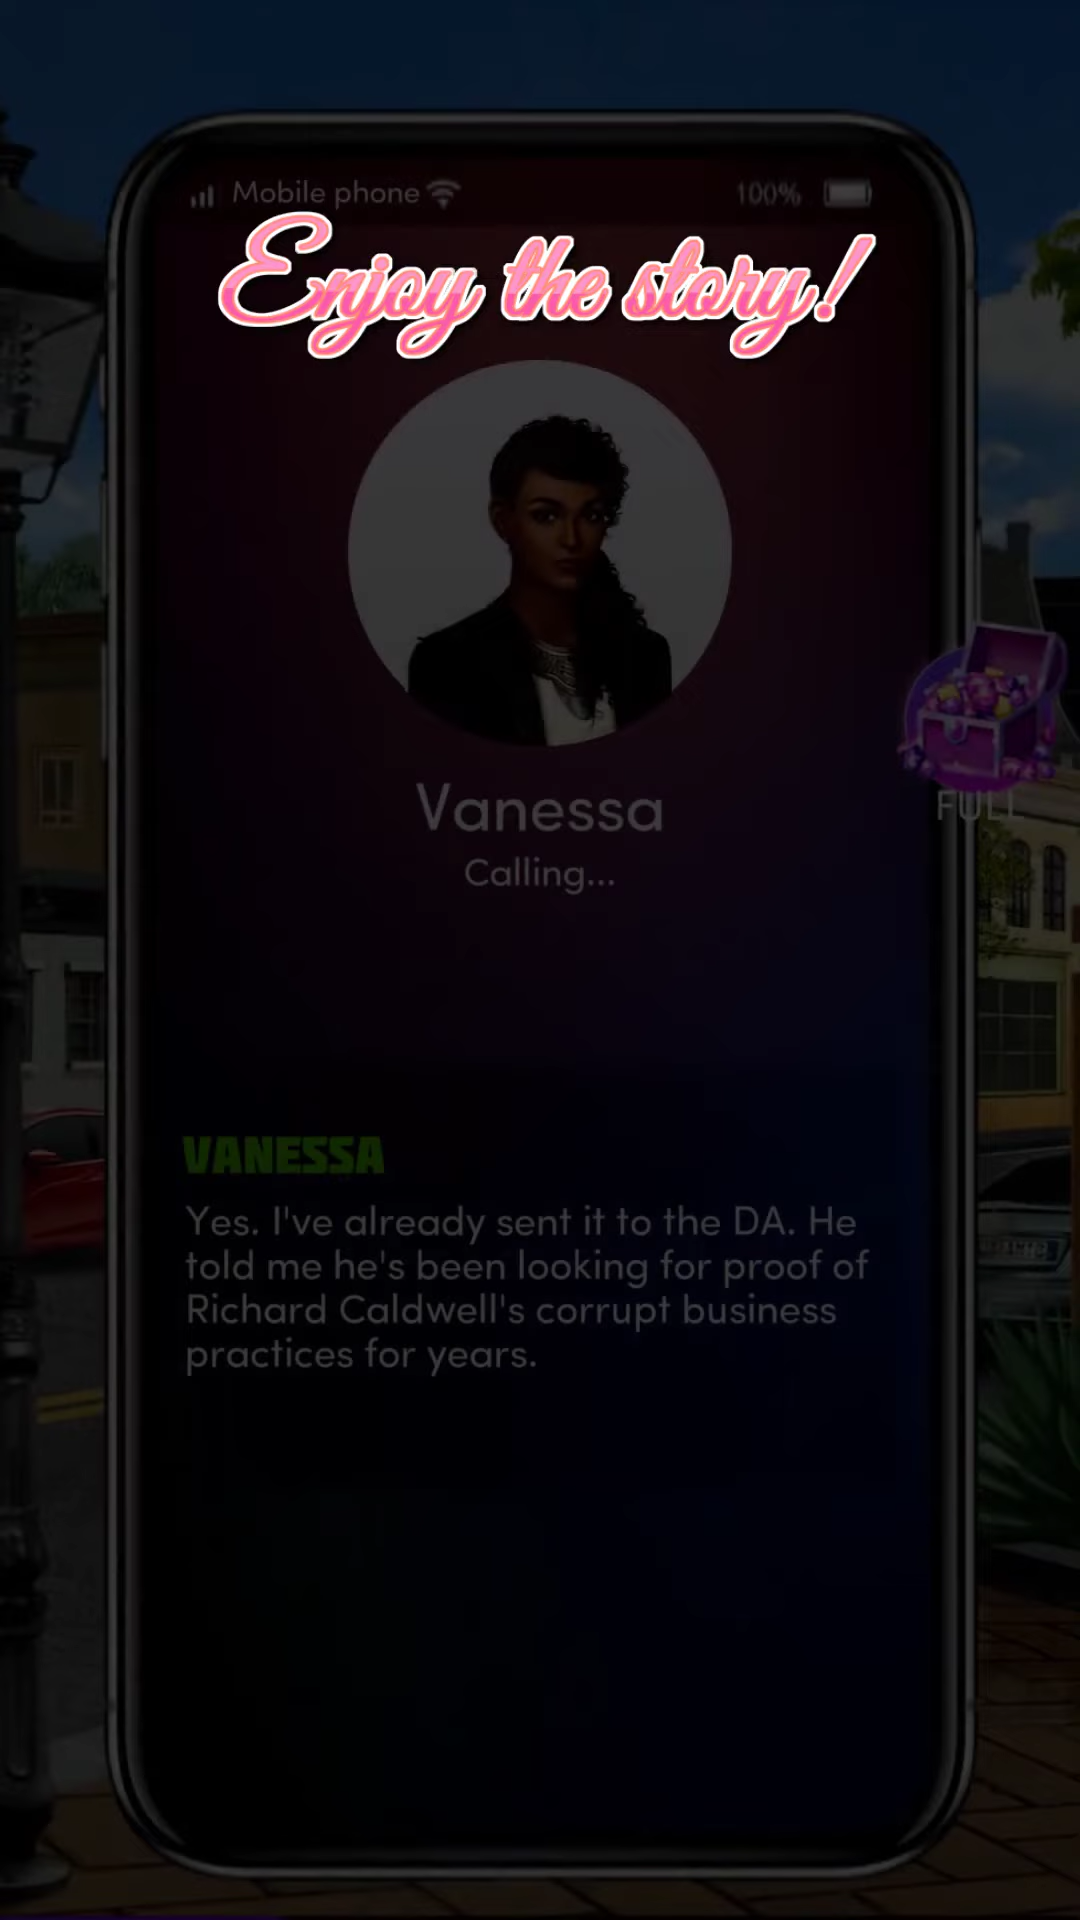 Mobile phone
100%
Enjoy the story!
Vanessa
Calling...
FULL
VANESSA
Yes. I've already sent it to the DA. He
told me he's been looking for proof of
Richard Caldwell's corrupt business
practices for years.